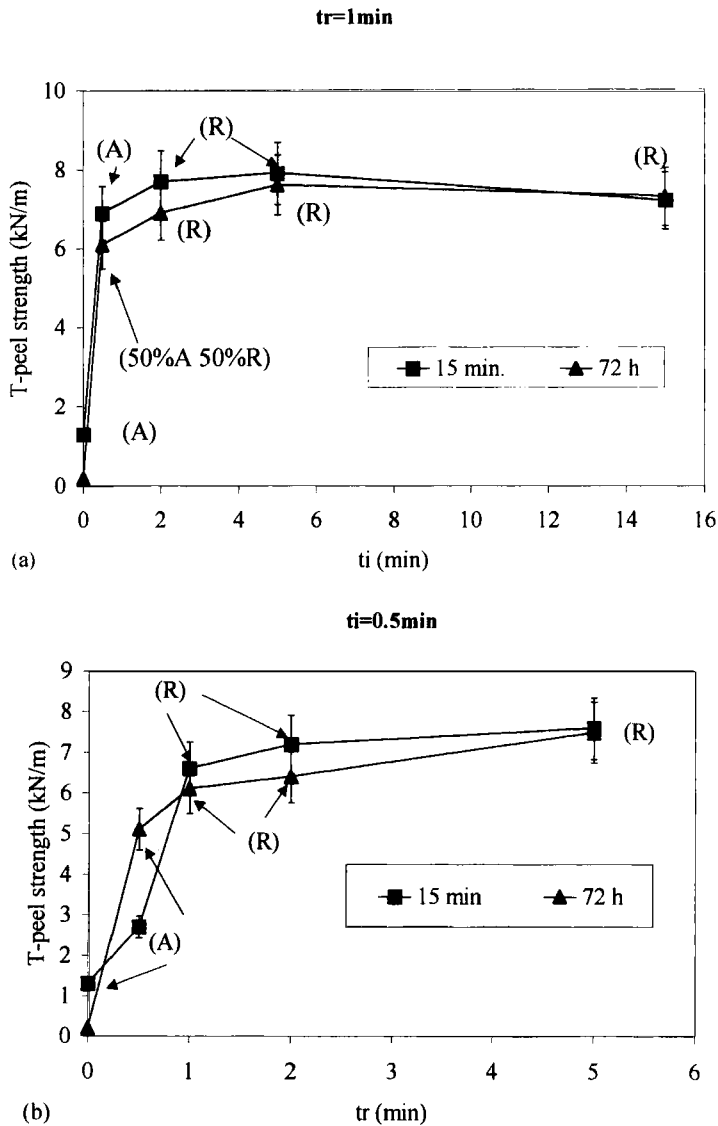 tr=1min
10
8
6
4
2
0
T-peel strength (kN/m)
(A)
(R)
(R)
(R)
(R)
(50%A 50%R)
(A)
15 min.
72 h
0 2 4 6 8 10 12 14 16
(a)
ti (min)
ti=0.5min
9
8
7
6
5
4
3
2
1
0
T-peel strength (kN/m)
(R)
(R)
(R)
(A)
15 min
72 h
0 1 2 3 4 5 6
(b)
tr (min)